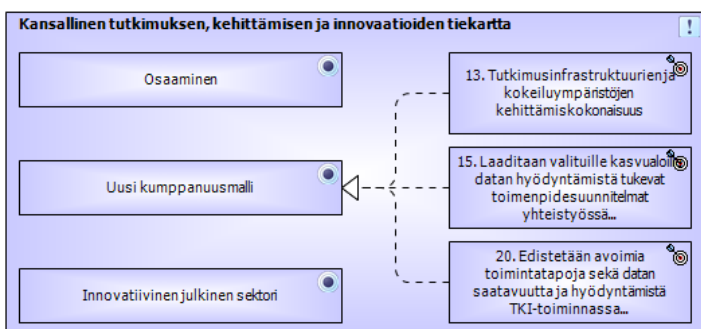 Kansallinen tutkimuksen, kehittämisen ja innovaatioiden tiekartta
!
Osaaminen
Uusi kumppanuusmalli
Innovatiivinen julkinen sektori
13. Tutkimusinfrastruktuurien ja
kokeiluympäristöjen
kehittämiskokonaisuus
15. Laaditaan valituille kasvualoille
datan hyödyntämistä tukevat
toimenpidesuunnitelmat
yhteistyössä...
20. Edistetään avoimia
toimintatapoja sekä datan
saatavuutta ja hyödyntämistä
TKI-toiminnassa...